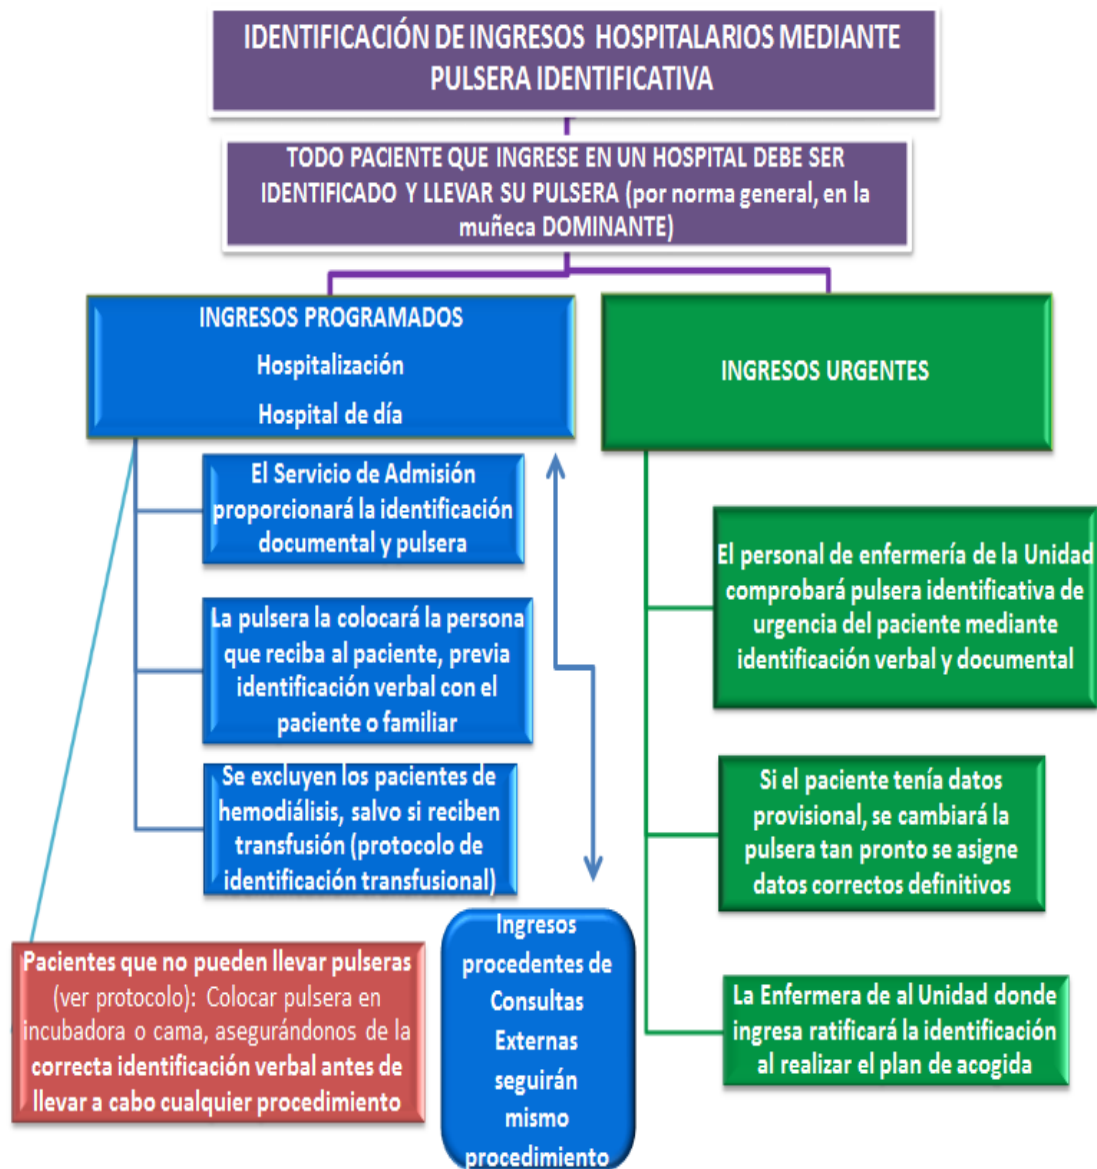 IDENTIFICACIÓN DE INGRESOS HOSPITALARIOS MEDIANTE
PULSERA IDENTIFICATIVA
TODO PACIENTE QUE INGRESE EN UN HOSPITAL DEBE SER
IDENTIFICADO Y LLEVAR SU PULSERA (por norma general, en la
muñeca DOMINANTE)
INGRESOS PROGRAMADOS
Hospitalización
Hospital de día
El Servicio de Admisión
proporcionará la identificación
documental y pulsera
La pulsera la colocará la persona
que reciba al paciente, previa
identificación verbal con el
paciente o familiar
Se excluyen los pacientes de
hemodiálisis, salvo si reciben
transfusión (protocolo de
identificación transfusional)
Pacientes que no pueden llevar pulseras
(ver protocolo): Colocar pulsera en
incubadora o cama, asegurándonos de la
correcta identificación verbal antes de
llevar a cabo cualquier procedimiento
Ingresos
procedentes de
Consultas
Externas
seguirán
mismo
procedimiento
INGRESOS URGENTES
El personal de enfermería de la Unidad
comprobará pulsera identificativa de
urgencia del paciente mediante
identificación verbal y documental
Si el paciente tenía datos
provisional, se cambiará la
pulsera tan pronto se asigne
datos correctos definitivos
La Enfermera de al Unidad donde
ingresa ratificará la identificación
al realizar el plan de acogida